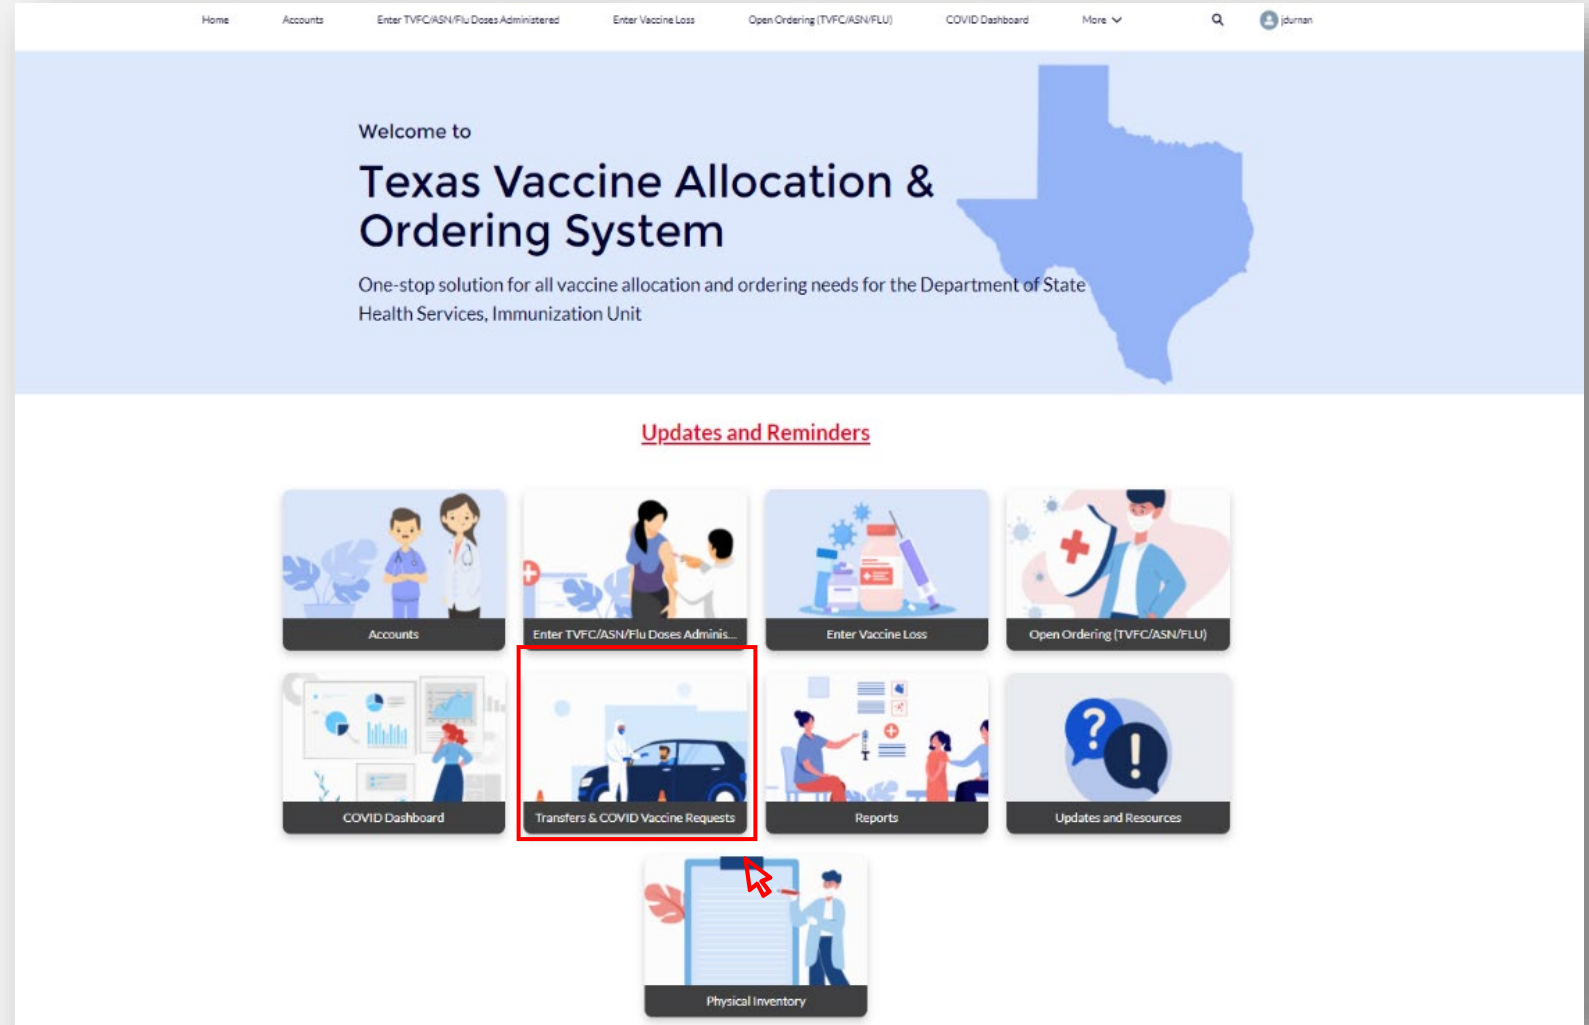 Home Accounts Enter TVFC/ASN/Flu Doses Administered Enter Vaccine Loss Open Ordering (TVFC/ASN/FLU) COVID Dashboard More jdurnan
Welcome to
Texas Vaccine Allocation &
Ordering System
One-stop solution for all vaccine allocation and ordering needs for the Department of State
Health Services, Immunization Unit
Updates and Reminders
Accounts
Enter TVFC/ASN/Flu Doses Adminis...
Enter Vaccine Loss
Open Ordering (TVFC/ASN/FLU)
COVID Dashboard
Transfers & COVID Vaccine Requests
Reports
Updates and Resources
Physical Inventory